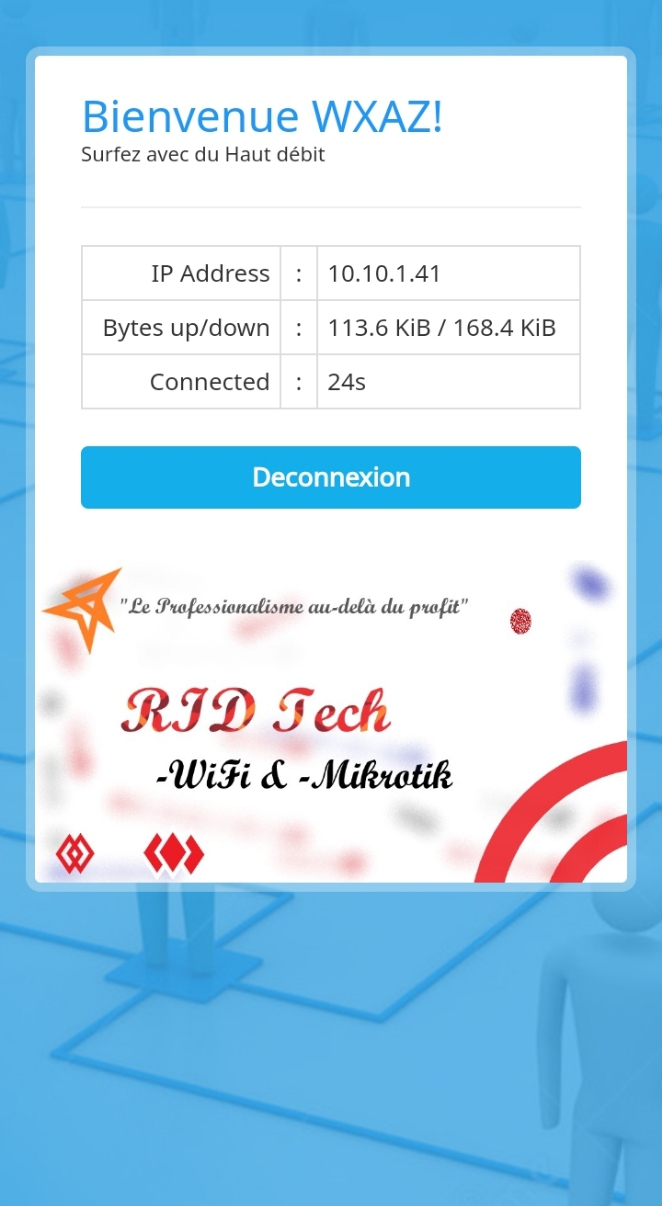 Bienvenue WXAZ!
Surfez avec du Haut débit
IP Address : 10.10.1.41
Bytes up/down : 113.6 KiB / 168.4 KiB
Connected : 24s
Deconnexion
"Le Professionalisme au-delà du profit"
RID Tech
-WiFi & -Mikrotik